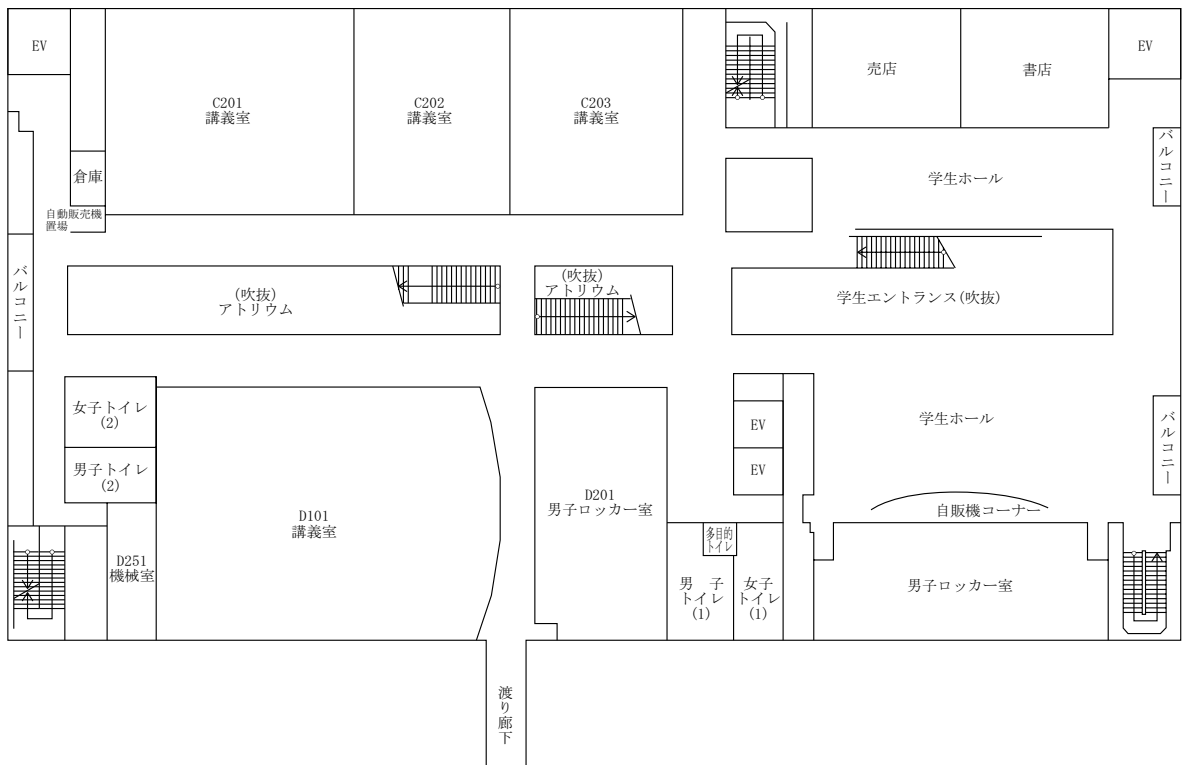 EV
C201
講義室
C202
講義室
C203
講義室
売店
書店
EV
倉庫
自動販売機
置場
学生ホール
バルコニー
バルコニー
(吹抜)
アトリウム
(吹抜)
アトリウム
学生エントランス(吹抜)
女子トイレ
(2)
男子トイレ
(2)
D101
講義室
D201
男子ロッカー室
EV
EV
学生ホール
バルコニー
自販機コーナー
D251
機械室
多目的
トイレ
男 子
トイレ
(1)
女子
トイレ
(1)
男子ロッカー室
渡り廊下